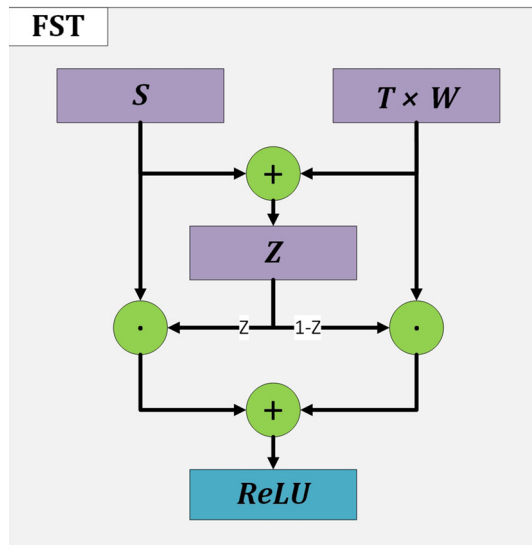 FST
S
T × W
+
Z
· Z 1-Z ·
+
ReLU